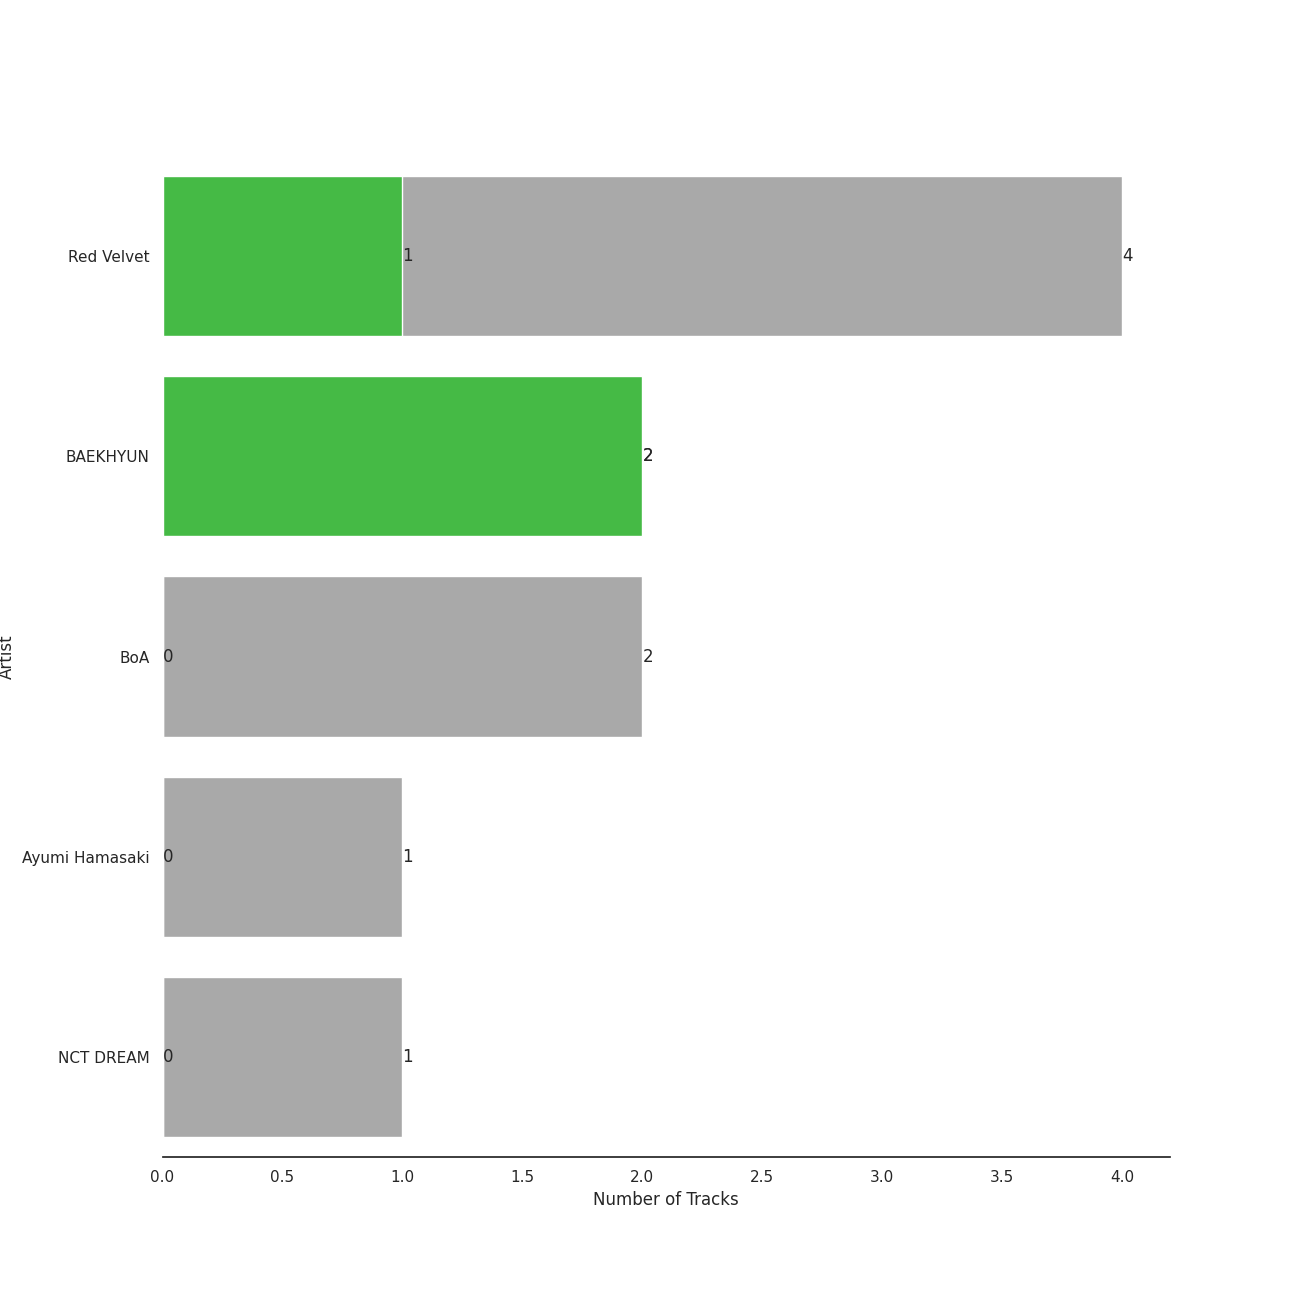 Red Velvet
1
4
BAEKHYUN
2
BoA
0
2
Ayumi Hamasaki
0
1
NCT DREAM
0
1
Artist
0.0 0.5 1.0 1.5 2.0 2.5 3.0 3.5 4.0
Number of Tracks